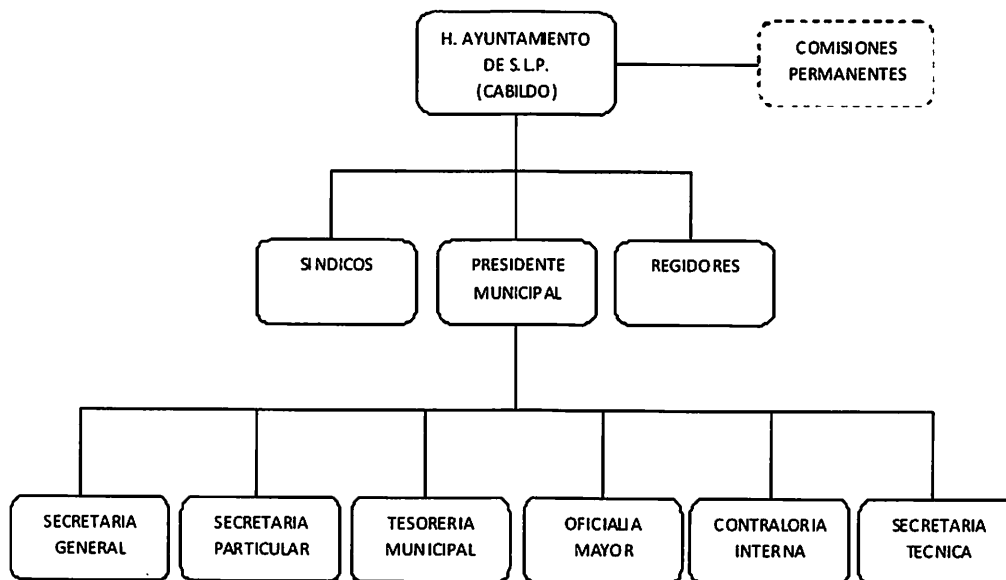 H. AYUNTAMIENTO
DE S.L.P.
(CABILDO)
COMISIONES
PERMANENTES
SINDICOS
PRESIDENTE
MUNICIPAL
REGIDORES
SECRETARIA
GENERAL
SECRETARIA
PARTICULAR
TESORERIA
MUNICIPAL
OFICIALIA
MAYOR
CONTRALORIA
INTERNA
SECRETARIA
TECNICA